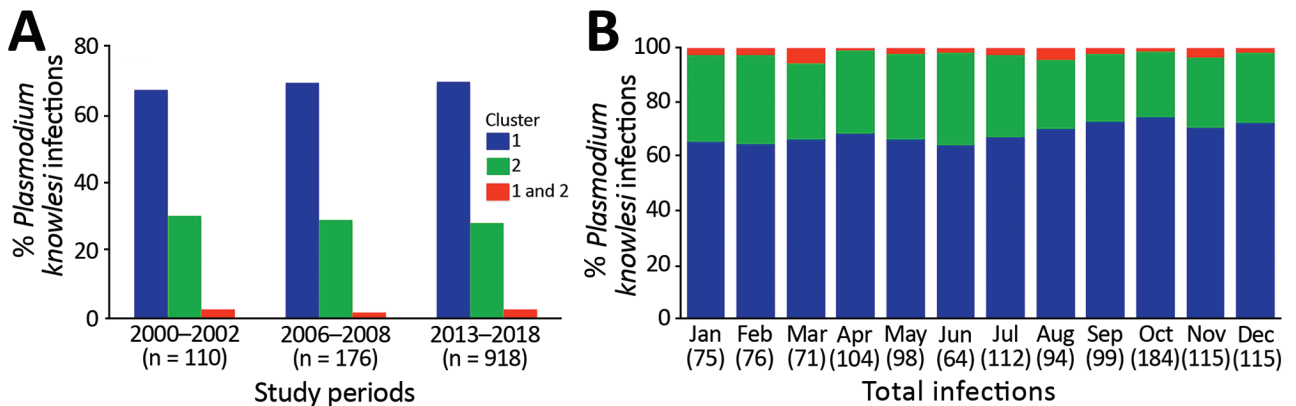 A
% Plasmodium
knowlesi infections
80
60
40
20
0
Cluster
1
2
1 and 2
2000–2002
(n = 110)
2006–2008
(n = 176)
2013–2018
(n = 918)
Study periods
B
% Plasmodium
knowlesi infections
100
80
60
40
20
0
Jan Feb Mar Apr May Jun Jul Aug Sep Oct Nov Dec
(75) (76) (71) (104) (98) (64) (112) (94) (99) (184) (115) (115)
Total infections